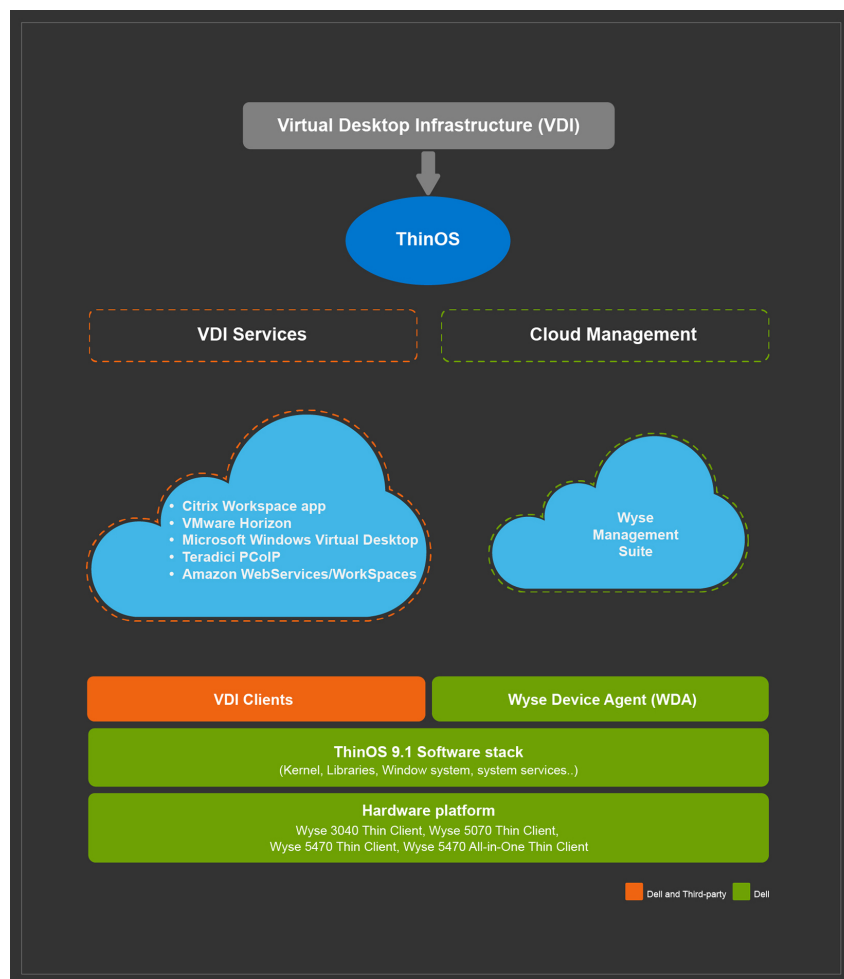 Virtual Desktop Infrastructure (VDI)
ThinOS
VDI Services
Cloud Management
• Citrix Workspace app
• VMware Horizon
• Microsoft Windows Virtual Desktop
• Teradici PCoIP
• Amazon WebServices/WorkSpaces
Wyse
Management
Suite
VDI Clients
Wyse Device Agent (WDA)
ThinOS 9.1 Software stack
(Kernel, Libraries, Window system, system services..)
Hardware platform
Wyse 3040 Thin Client, Wyse 5070 Thin Client,
Wyse 5470 Thin Client, Wyse 5470 All-in-One Thin Client
Dell and Third-party
Dell